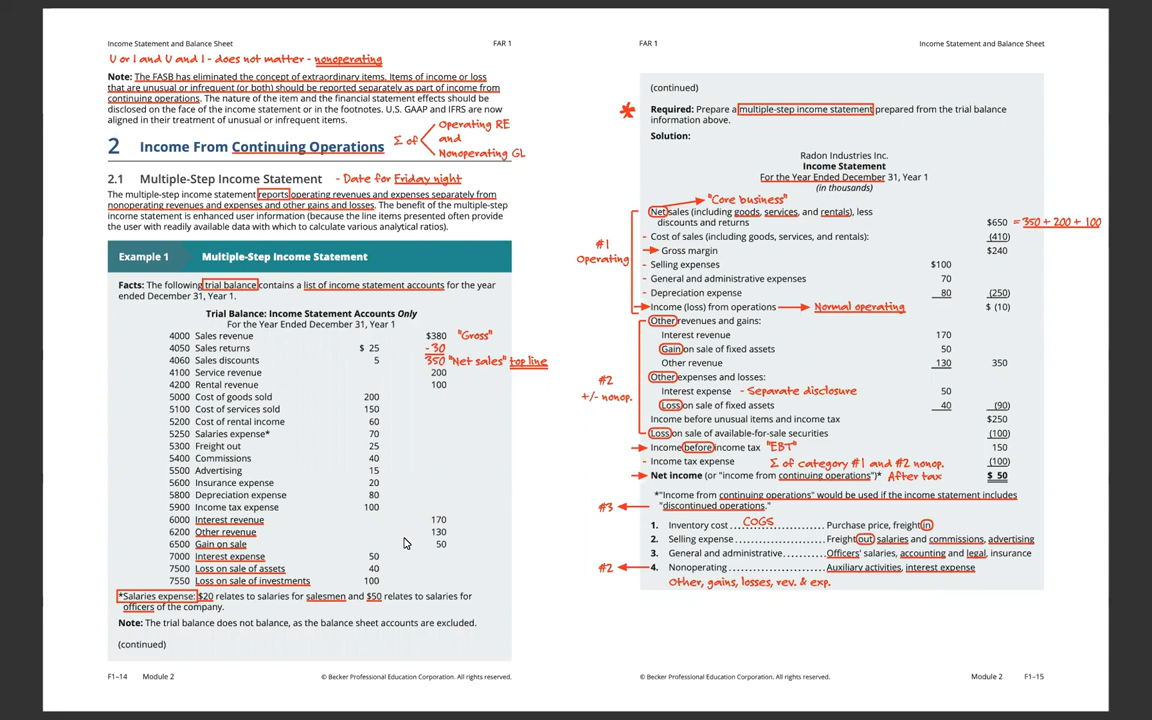 Income Statement and Balance Sheet FAR 1
U or I and U and I - does not matter - nonoperating
Note: The FASB has eliminated the concept of extraordinary items. Items of income or loss
that are unusual or infrequent (or both) should be reported separately as part of income from
continuing operations. The nature of the item and the financial statement effects should be
disclosed on the face of the income statement or in the footnotes. U.S. GAAP and IFRS are now
aligned in their treatment of unusual or infrequent items.
2 Income From Continuing Operations Σ of Operating RE
and
Nonoperating GL
2.1 Multiple-Step Income Statement - Date for Friday night
The multiple-step income statement reports operating revenues and expenses separately from
nonoperating revenues and expenses and other gains and losses. The benefit of the multiple-step
income statement is enhanced user information (because the line items presented often provide
the user with readily available data with which to calculate various analytical ratios).
Example 1 Multiple-Step Income Statement
Facts: The following trial balance contains a list of income statement accounts for the year
ended December 31, Year 1.
Trial Balance: Income Statement Accounts Only
For the Year Ended December 31, Year 1
4000 Sales revenue $380 "Gross"
4050 Sales returns $ 25 -30
4060 Sales discounts 5 350 "Net sales" top line
4100 Service revenue 200
4200 Rental revenue 100
5000 Cost of goods sold 200
5100 Cost of services sold 150
5200 Cost of rental income 60
5250 Salaries expense* 70
5300 Freight out 25
5400 Commissions 40
5500 Advertising 15
5600 Insurance expense 20
5800 Depreciation expense 80
5900 Income tax expense 100
6000 Interest revenue 170
6200 Other revenue 130
6500 Gain on sale 50
7000 Interest expense 50
7500 Loss on sale of assets 40
7550 Loss on sale of investments 100
*Salaries expense: $20 relates to salaries for salesmen and $50 relates to salaries for
officers of the company.
Note: The trial balance does not balance, as the balance sheet accounts are excluded.
(continued)
F1–14 Module 2 © Becker Professional Education Corporation. All rights reserved.
FAR 1 Income Statement and Balance Sheet
(continued)
* Required: Prepare a multiple-step income statement prepared from the trial balance
information above.
Solution:
Radon Industries Inc.
Income Statement
For the Year Ended December 31, Year 1
(in thousands)
"Core business"
Net sales (including goods, services, and rentals), less
discounts and returns $650 = 350 + 200 + 100
- Cost of sales (including goods, services, and rentals): (410)
#1
Operating
Gross margin $240
- Selling expenses $100
- General and administrative expenses 70
- Depreciation expense 80 (250)
Income (loss) from operations Normal operating $ (10)
Other revenues and gains:
Interest revenue 170
Gain on sale of fixed assets 50
Other revenue 130 350
#2
+/- nonop.
Other expenses and losses:
Interest expense - Separate disclosure 50
Loss on sale of fixed assets 40 (90)
Income before unusual items and income tax $250
Loss on sale of available-for-sale securities (100)
Income before income tax "EBT" 150
- Income tax expense Σ of category #1 and #2 nonop. (100)
Net income (or "income from continuing operations")* After tax $ 50
*"Income from continuing operations" would be used if the income statement includes
#3 "discontinued operations."
1. Inventory cost COGS Purchase price, freight in
2. Selling expense Freight out salaries and commissions, advertising
3. General and administrative Officers' salaries, accounting and legal, insurance
#2 4. Nonoperating Auxiliary activities, interest expense
Other, gains, losses, rev. & exp.
© Becker Professional Education Corporation. All rights reserved. Module 2 F1–15